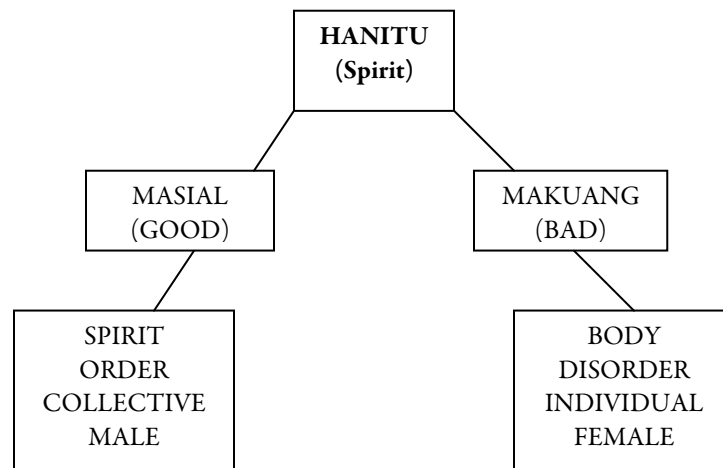 HANITU
(Spirit)
MASIAL
(GOOD)
MAKUANG
(BAD)
SPIRIT
ORDER
COLLECTIVE
MALE
BODY
DISORDER
INDIVIDUAL
FEMALE